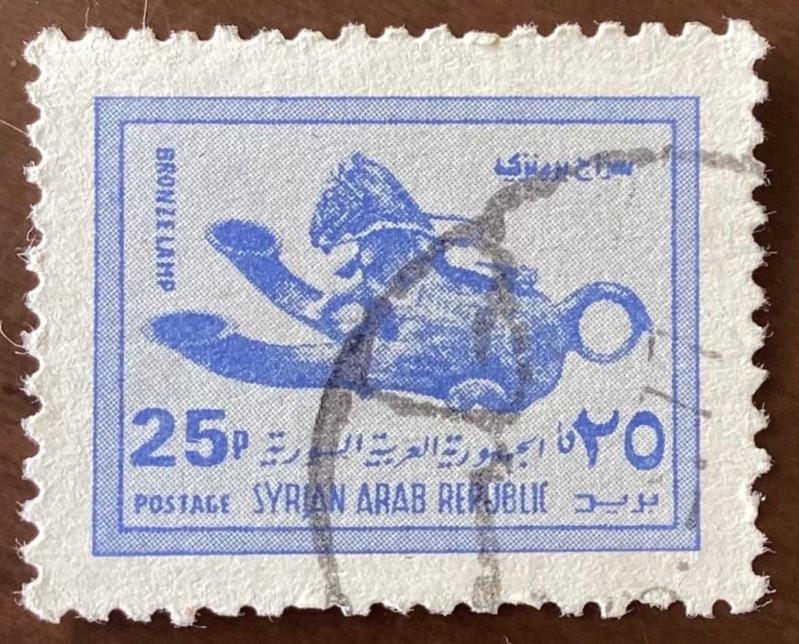 BRONZE LAMP
سراج برونزي
25P
الجمهورية العربية السورية
٢٥ ق
POSTAGE SYRIAN ARAB REPUBLIC بريد